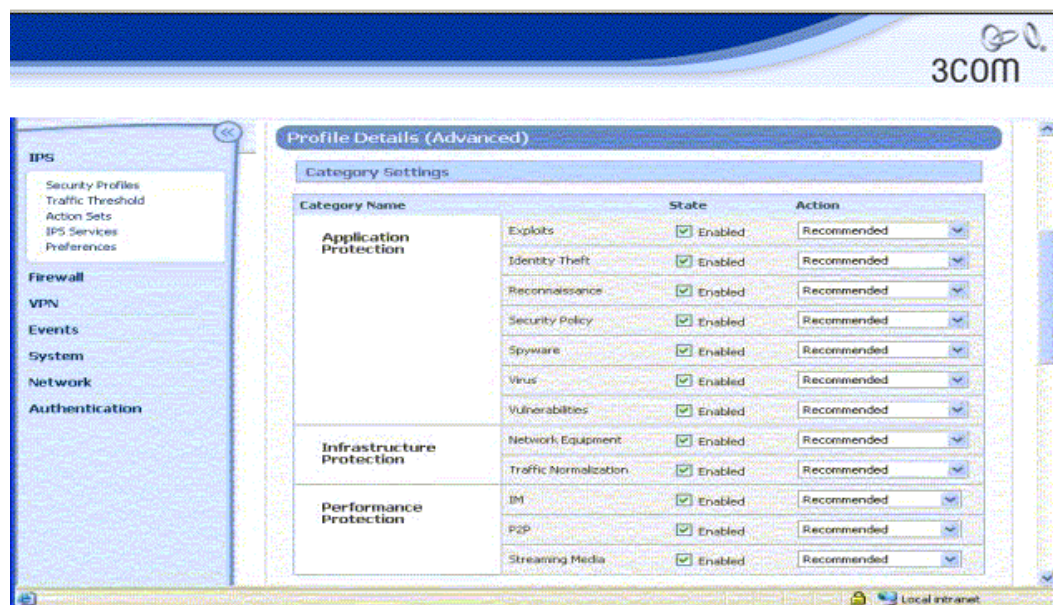 3COM
IPS
Security Profiles
Traffic Threshold
Action Sets
IPS Services
Preferences
Firewall
VPN
Events
System
Network
Authentication
Profile Details (Advanced)
Category Settings
Category Name State Action
Application Protection
Exploits Enabled Recommended
Identity Theft Enabled Recommended
Reconnaissance Enabled Recommended
Security Policy Enabled Recommended
Spyware Enabled Recommended
Virus Enabled Recommended
Vulnerabilities Enabled Recommended
Infrastructure Protection
Network Equipment Enabled Recommended
Traffic Normalization Enabled Recommended
Performance Protection
IM Enabled Recommended
P2P Enabled Recommended
Streaming Media Enabled Recommended
Local intranet